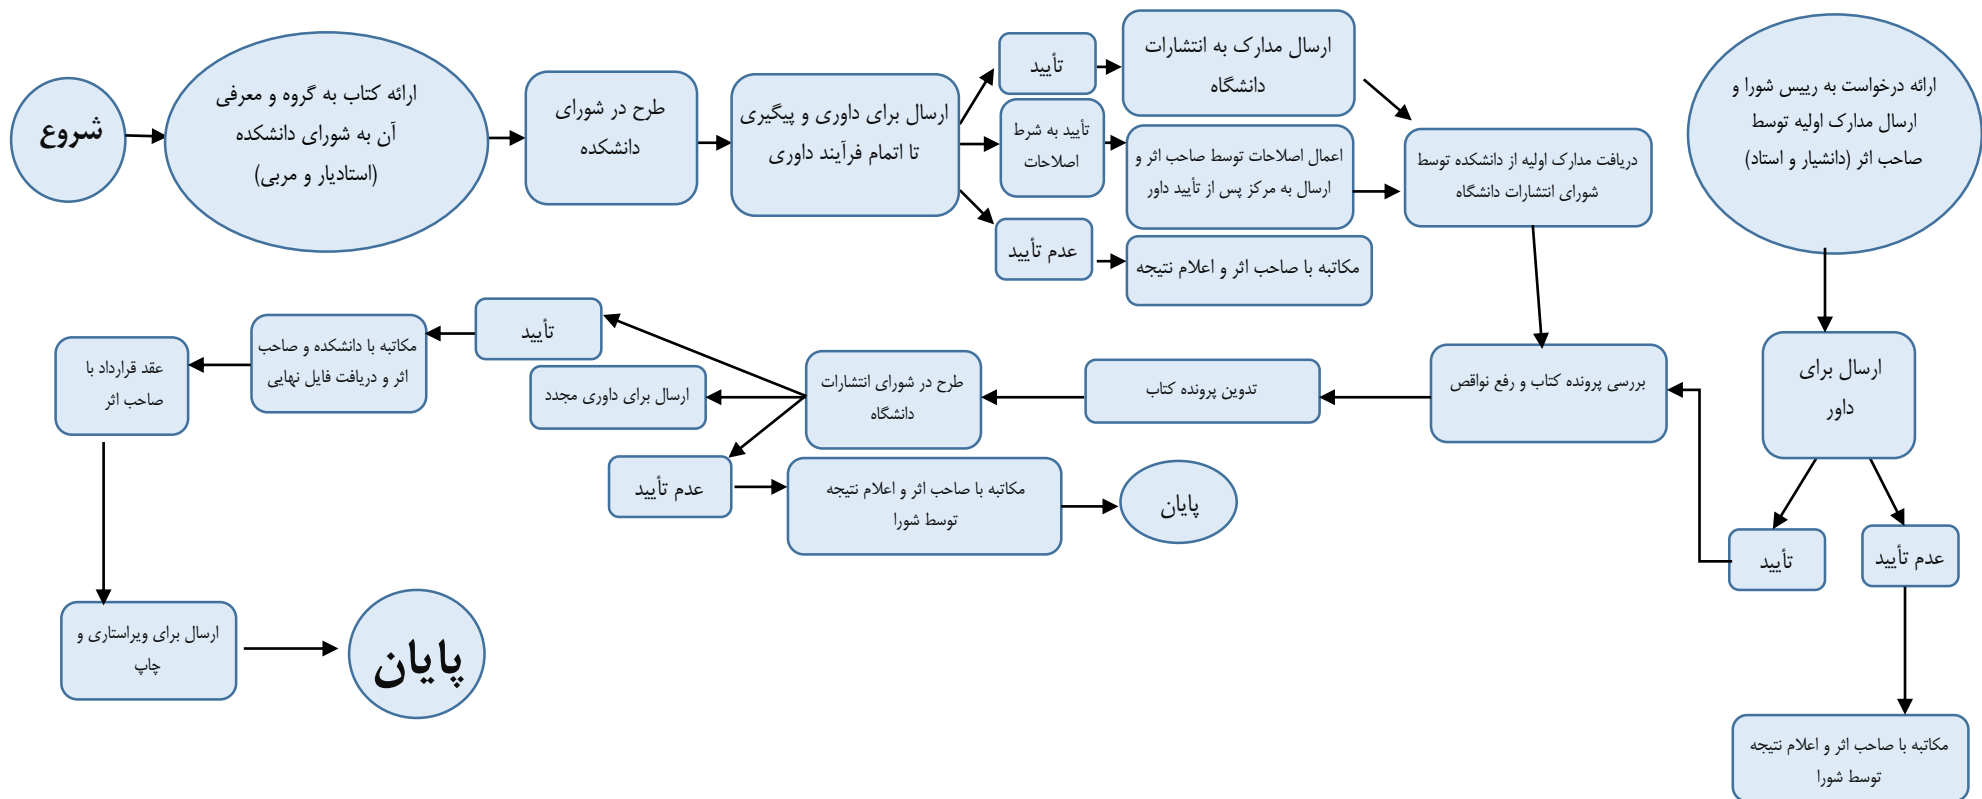 شروع
ارائه کتاب به گروه و معرفی
آن به شورای دانشکده
(استادیار و مربی)
طرح در شورای
دانشکده
ارسال برای داوری و پیگیری
تا اتمام فرآیند داوری
تأیید
ارسال مدارک به انتشارات
دانشگاه
تأیید به شرط
اصلاحات
اعمال اصلاحات توسط صاحب اثر و
ارسال به مرکز پس از تأیید داور
عدم تأیید
مکاتبه با صاحب اثر و اعلام نتیجه
دریافت مدارک اولیه از دانشکده توسط
شورای انتشارات دانشگاه
ارائه درخواست به رییس شورا و
ارسال مدارک اولیه توسط
صاحب اثر (دانشیار و استاد)
ارسال برای
داور
تأیید
عدم تأیید
مکاتبه با صاحب اثر و اعلام نتیجه
توسط شورا
بررسی پرونده کتاب و رفع نواقص
تدوین پرونده کتاب
طرح در شورای انتشارات
دانشگاه
تأیید
ارسال برای داوری مجدد
عدم تأیید
مکاتبه با صاحب اثر و اعلام نتیجه
توسط شورا
پایان
مکاتبه با دانشکده و صاحب
اثر و دریافت فایل نهایی
عقد قرارداد با
صاحب اثر
ارسال برای ویراستاری و
چاپ
پایان